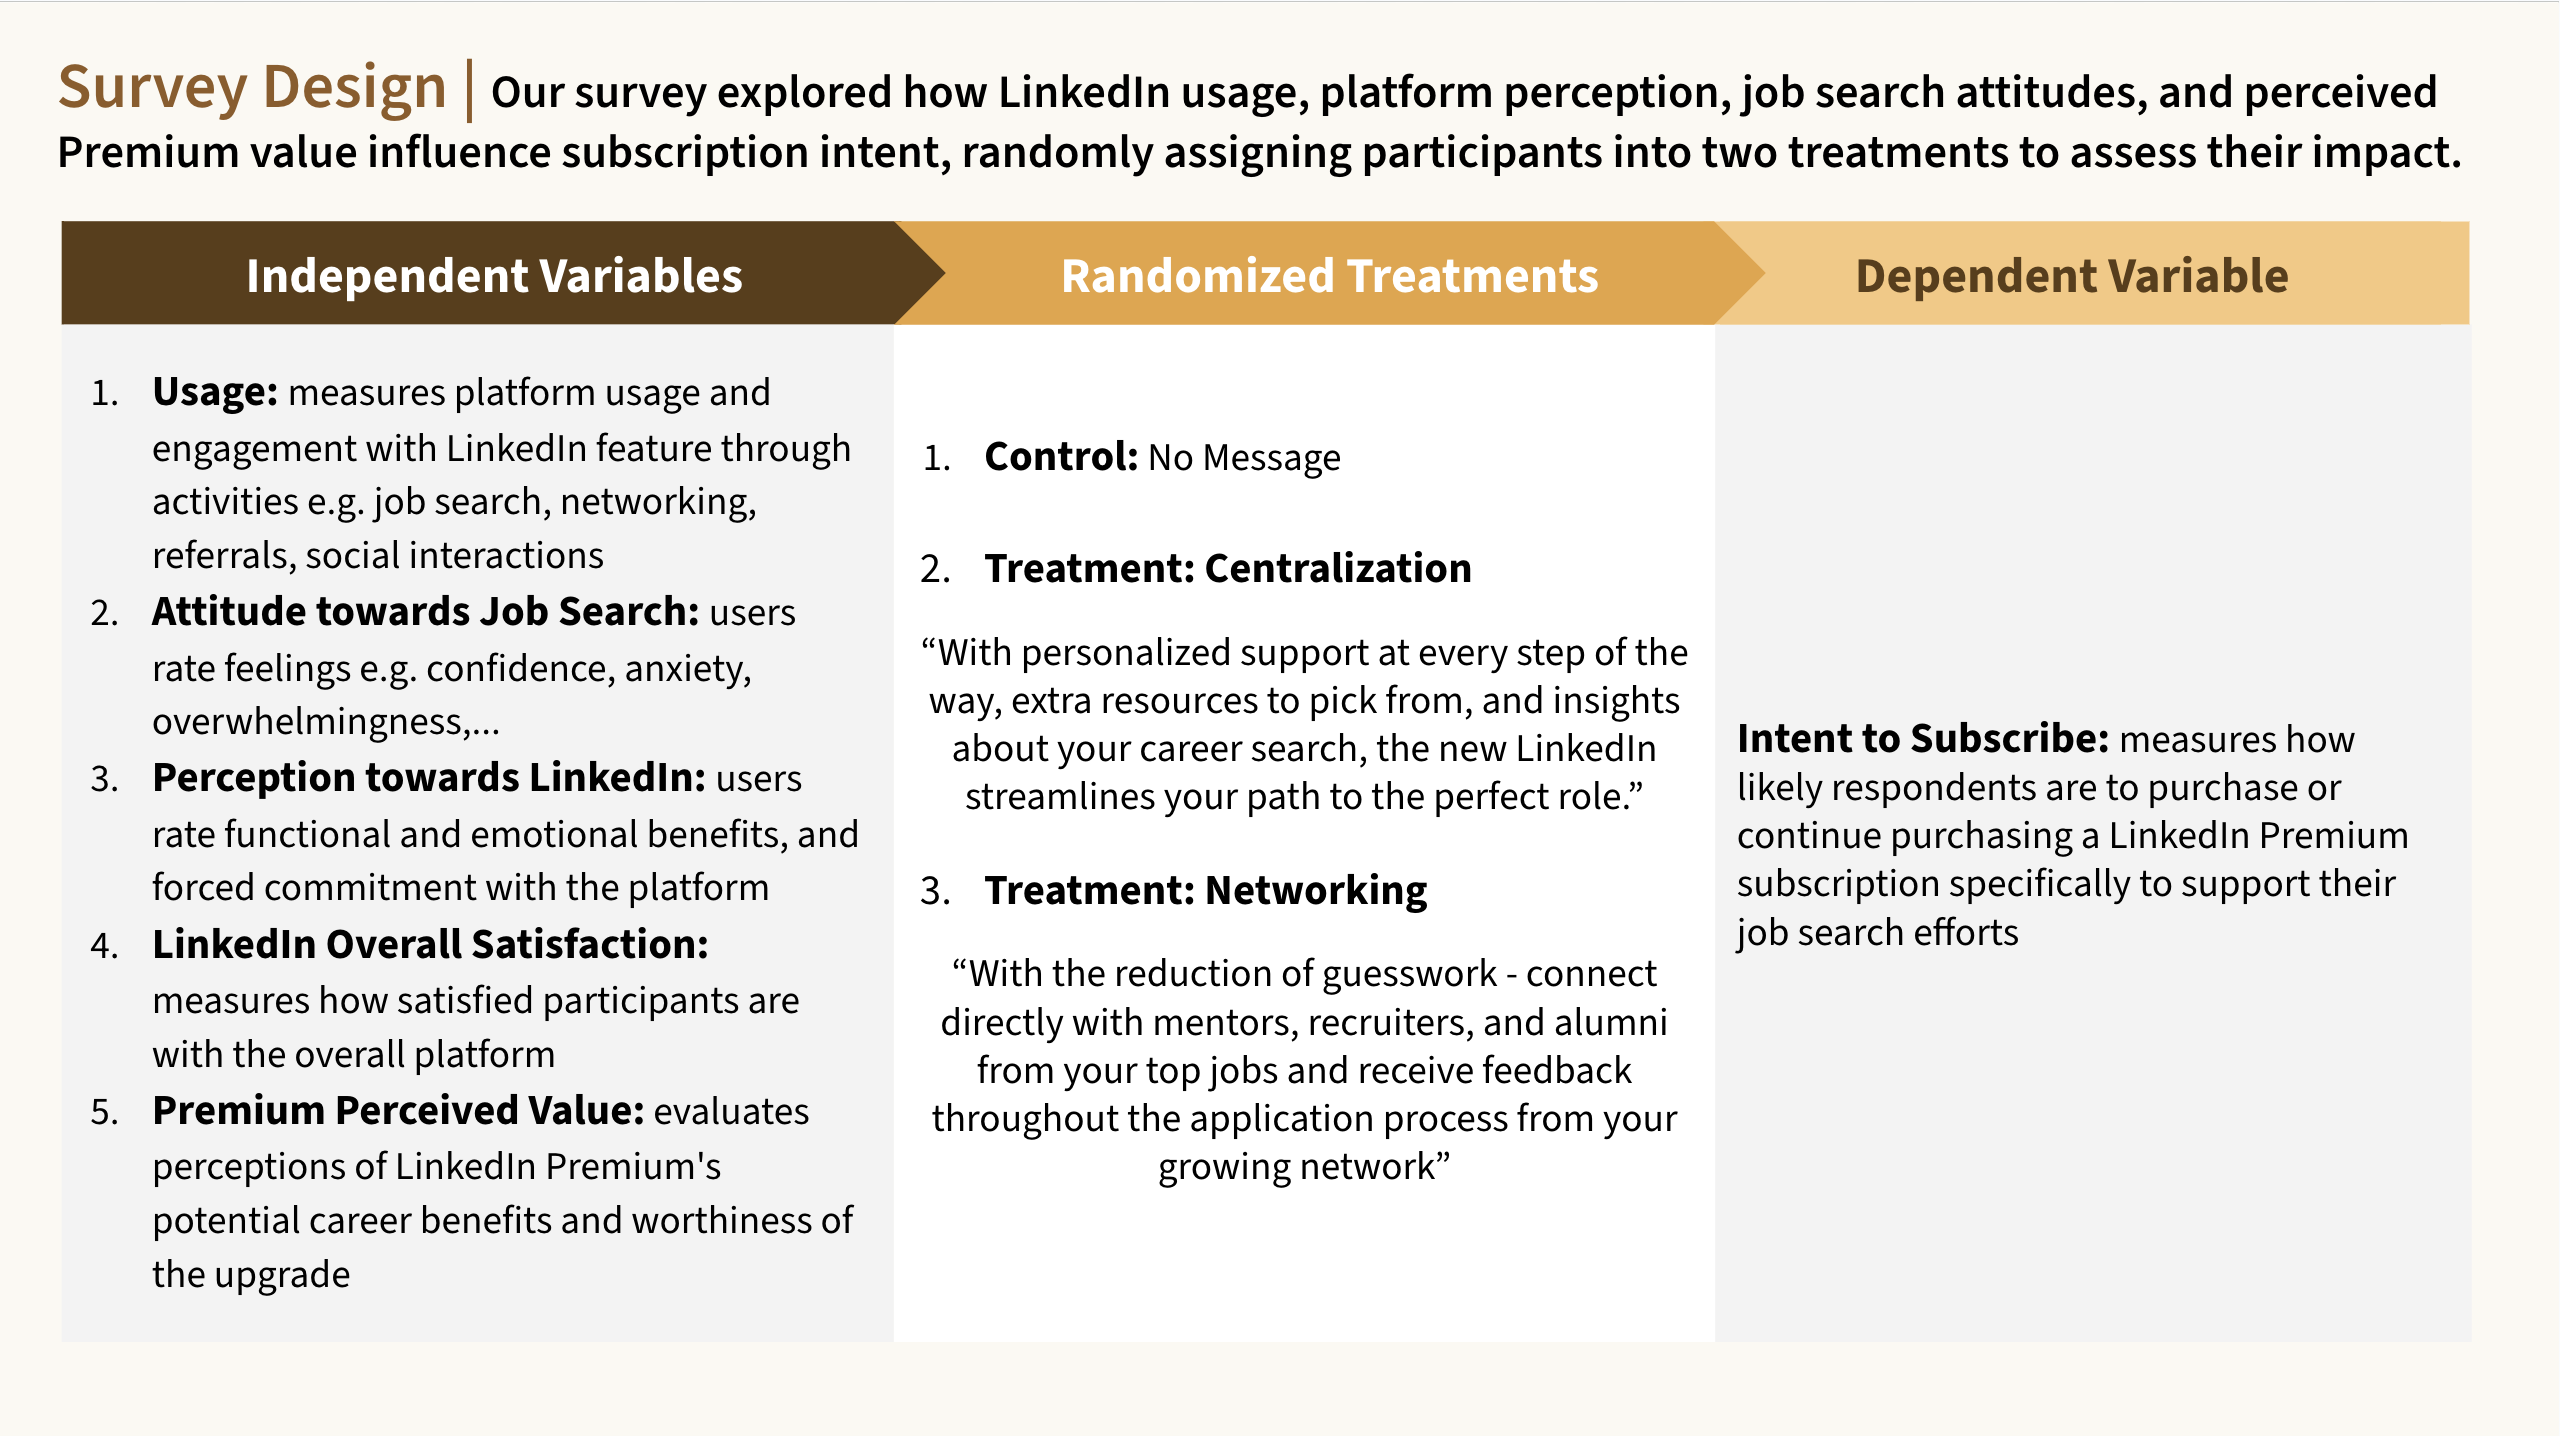 Survey Design | Our survey explored how LinkedIn usage, platform perception, job search attitudes, and perceived
Premium value influence subscription intent, randomly assigning participants into two treatments to assess their impact.
Independent Variables
1. Usage: measures platform usage and
engagement with LinkedIn feature through
activities e.g. job search, networking,
referrals, social interactions
2. Attitude towards Job Search: users
rate feelings e.g. confidence, anxiety,
overwhelmingness,...
3. Perception towards LinkedIn: users
rate functional and emotional benefits, and
forced commitment with the platform
4. LinkedIn Overall Satisfaction:
measures how satisfied participants are
with the overall platform
5. Premium Perceived Value: evaluates
perceptions of LinkedIn Premium's
potential career benefits and worthiness of
the upgrade
Randomized Treatments
1. Control: No Message
2. Treatment: Centralization
“With personalized support at every step of the
way, extra resources to pick from, and insights
about your career search, the new LinkedIn
streamlines your path to the perfect role.”
3. Treatment: Networking
“With the reduction of guesswork - connect
directly with mentors, recruiters, and alumni
from your top jobs and receive feedback
throughout the application process from your
growing network”
Dependent Variable
Intent to Subscribe: measures how
likely respondents are to purchase or
continue purchasing a LinkedIn Premium
subscription specifically to support their
job search efforts